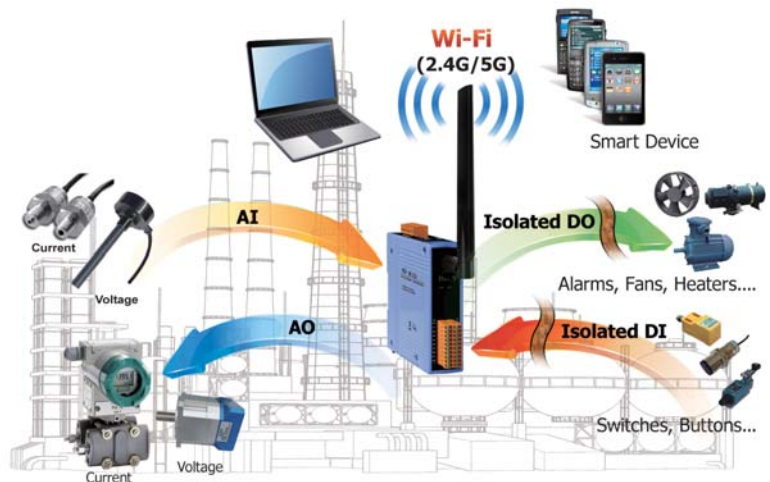 Wi-Fi
(2.4G/5G)
Smart Device
AI
Current
Voltage
Isolated DO
Alarms, Fans, Heaters....
AO
Isolated DI
Switches, Buttons...
Voltage
Current